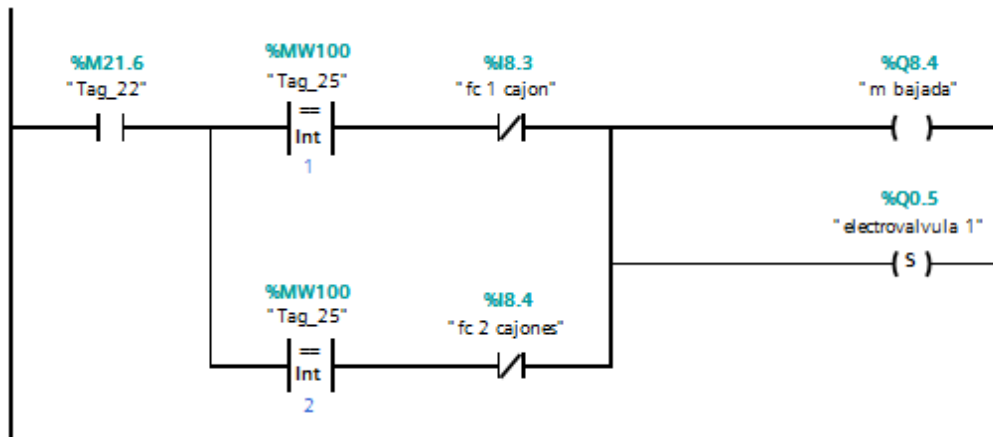 %M21.6
"Tag_22"
%MW100
"Tag_25"
==
Int
1
%I8.3
"fc 1 cajon"
%Q8.4
"m bajada"
%Q0.5
"electrovalvula 1"
S
%MW100
"Tag_25"
==
Int
2
%I8.4
"fc 2 cajones"